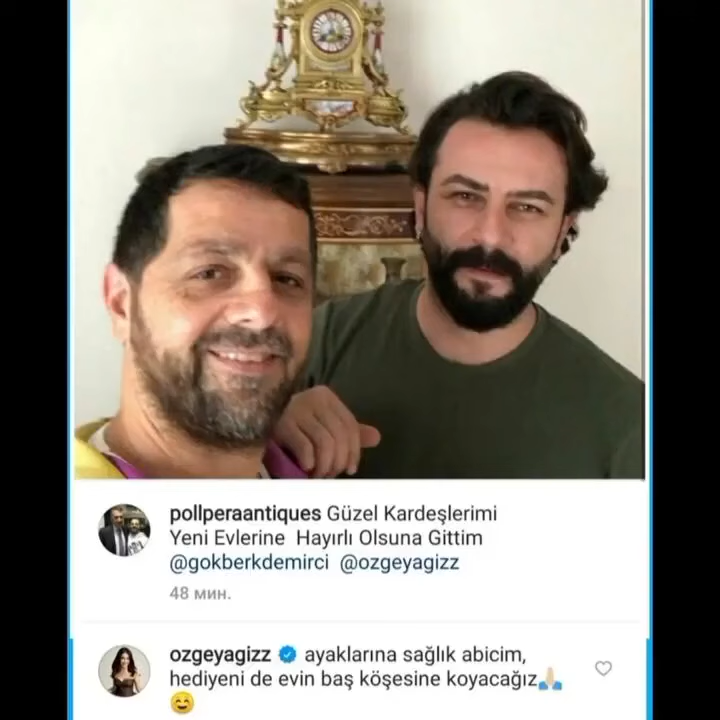 pollperaantiques Güzel Kardeşlerimi
Yeni Evlerine Hayırlı Olsuna Gittim
@gokberkdemirci @ozgeyagizz
48 мин.
ozgeyagizz ayaklarına sağlık abicim,
hediyeni de evin baş köşesine koyacağız🙏🏼
😊